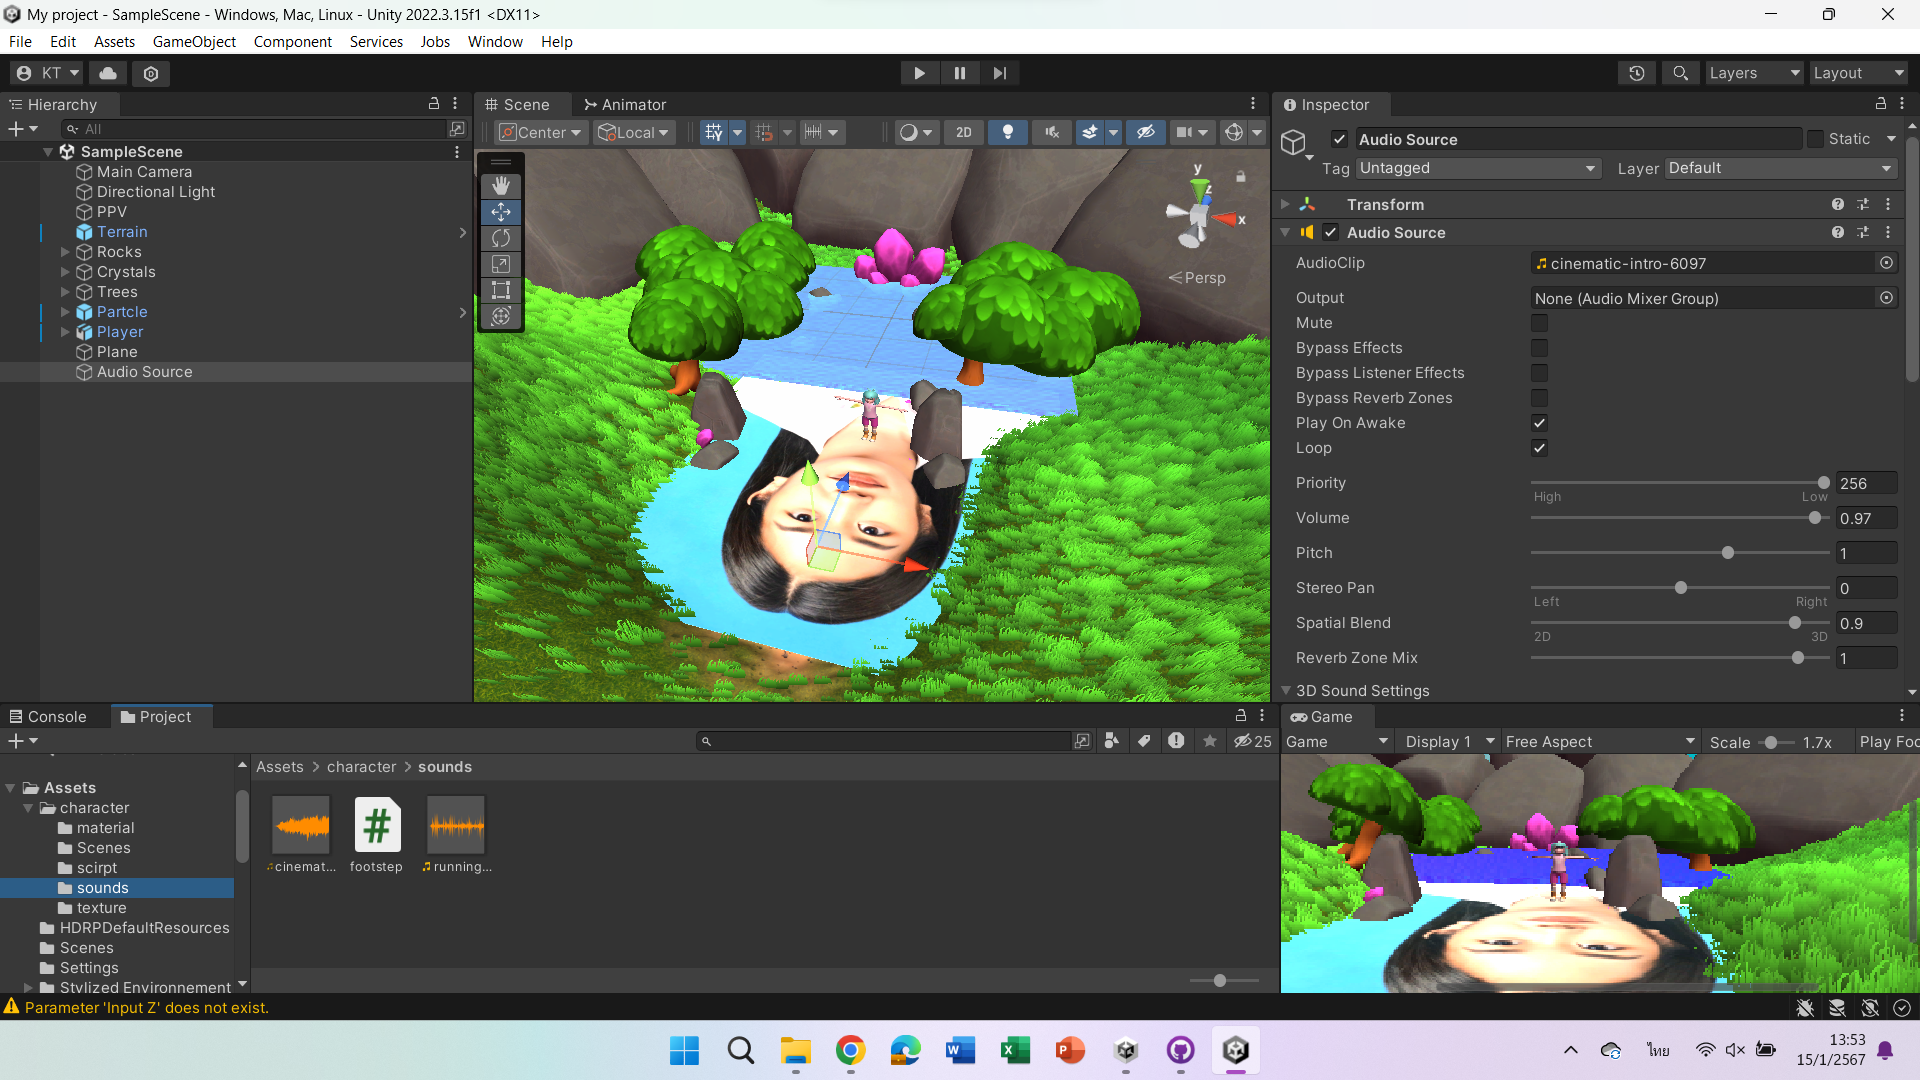 My project - SampleScene - Windows, Mac, Linux - Unity 2022.3.15f1 <DX11>
File Edit Assets GameObject Component Services Jobs Window Help
KT
Layers Layout
Hierarchy
All
SampleScene
Main Camera
Directional Light
PPV
Terrain
Rocks
Crystals
Trees
Partcle
Player
Plane
Audio Source
Scene Animator
Center Local 2D
y
z
x
Persp
Inspector
Audio Source Static
Tag Untagged Layer Default
Transform
Audio Source
AudioClip cinematic-intro-6097
Output None (Audio Mixer Group)
Mute
Bypass Effects
Bypass Listener Effects
Bypass Reverb Zones
Play On Awake
Loop
Priority 256
High Low
Volume 0.97
Pitch 1
Stereo Pan 0
Left Right
Spatial Blend 0.9
2D 3D
Reverb Zone Mix 1
3D Sound Settings
Console Project
25
Assets
character
material
Scenes
scirpt
sounds
texture
HDRPDefaultResources
Scenes
Settings
Stylized Environnement
Assets > character > sounds
cinemat...
footstep
running...
Game
Game Display 1 Free Aspect Scale 1.7x Play Foc
Parameter 'Input Z' does not exist.
ไทย
13:53
15/1/2567